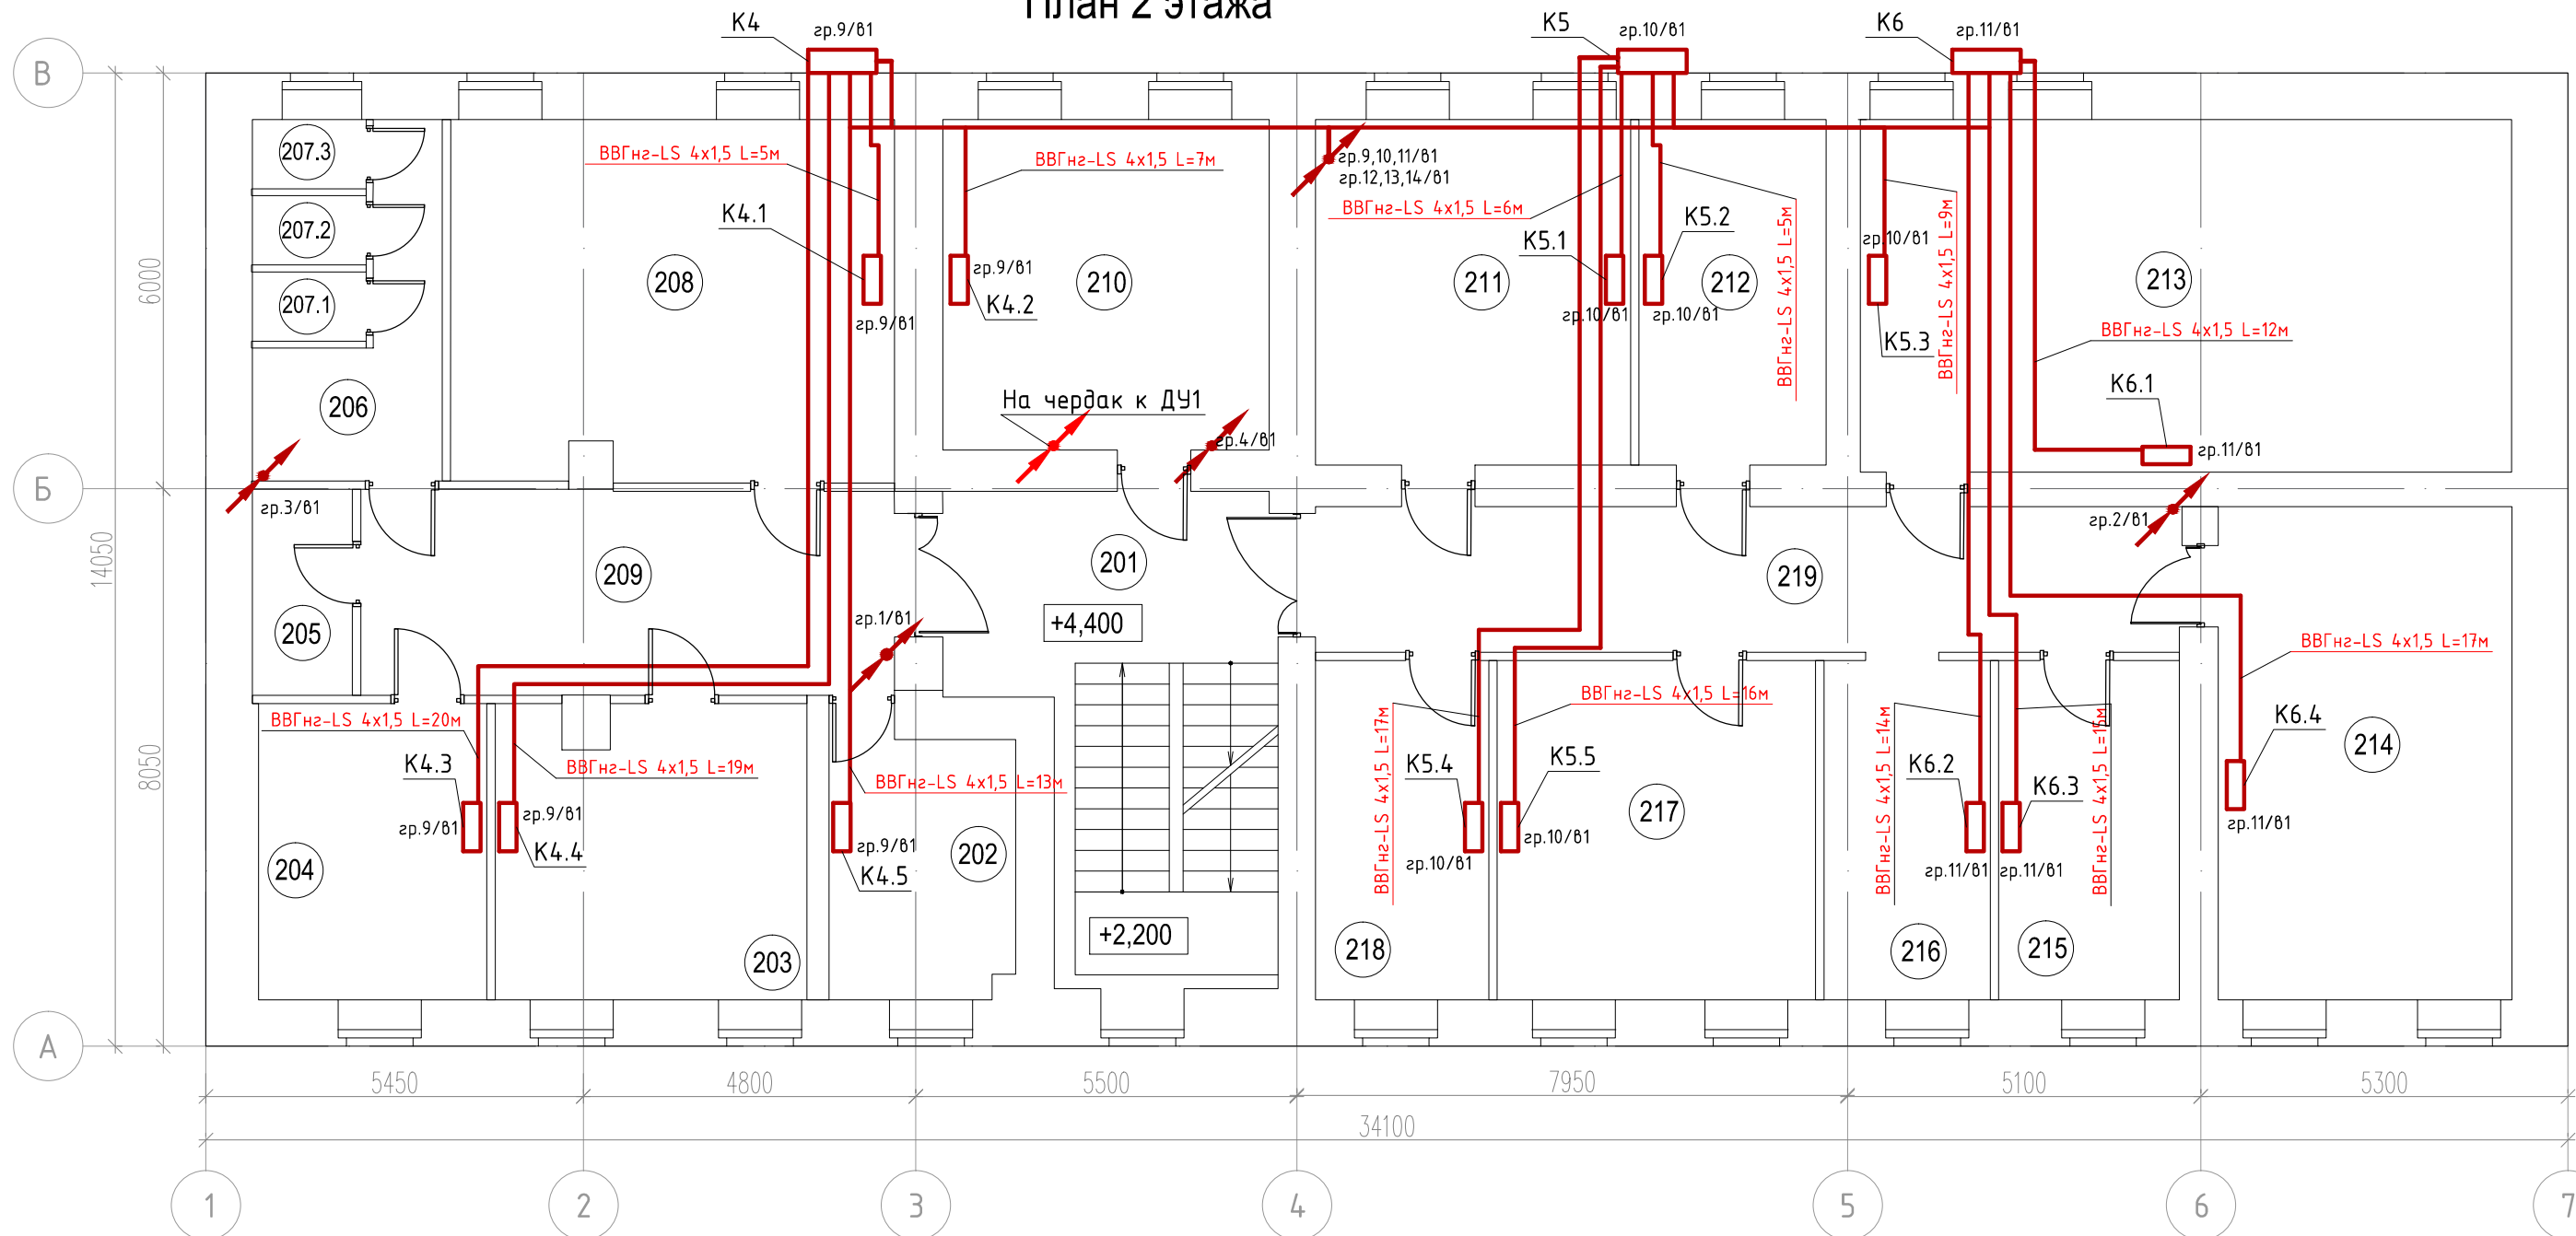 План 2 этажа
К4
гр.9/в1
К5
гр.10/в1
К6
гр.11/в1
В
207.3
ВВГнг-LS 4х1,5 L=5м
ВВГнг-LS 4х1,5 L=7м
гр.9,10,11/в1
гр.12,13,14/в1
ВВГнг-LS 4х1,5 L=6м
К4.1
207.2
К5.1
К5.2
ВВГнг-LS 4х1,5 L=5м
гр.10/в1
ВВГнг-LS 4х1,5 L=9м
6000
207.1
208
гр.9/в1
К4.2
210
211
212
213
гр.9/в1
гр.10/в1
гр.10/в1
К5.3
ВВГнг-LS 4х1,5 L=12м
К6.1
206
На чердак к ДУ1
гр.4/в1
гр.11/в1
Б
гр.3/в1
гр.2/в1
14050
209
201
219
205
гр.1/в1
+4,400
ВВГнг-LS 4х1,5 L=17м
ВВГнг-LS 4х1,5 L=20м
ВВГнг-LS 4х1,5 L=16м
К6.4
8050
К4.3
ВВГнг-LS 4х1,5 L=19м
ВВГнг-LS 4х1,5 L=13м
ВВГнг-LS 4х1,5 L=17м
К5.4
К5.5
ВВГнг-LS 4х1,5 L=14м
К6.2
К6.3
ВВГнг-LS 4х1,5 L=15м
214
гр.9/в1
гр.9/в1
К4.4
гр.9/в1
К4.5
202
гр.10/в1
гр.10/в1
217
гр.11/в1
гр.11/в1
гр.11/в1
204
203
+2,200
218
216
215
А
5450
4800
5500
7950
5100
5300
34100
1
2
3
4
5
6
7